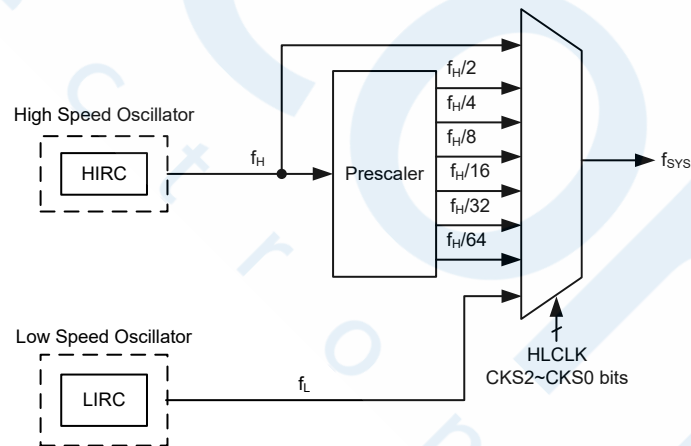 High Speed Oscillator
HIRC
fH
Prescaler
fH/2
fH/4
fH/8
fH/16
fH/32
fH/64
fSYS
HLCLK
CKS2~CKS0 bits
Low Speed Oscillator
LIRC
fL